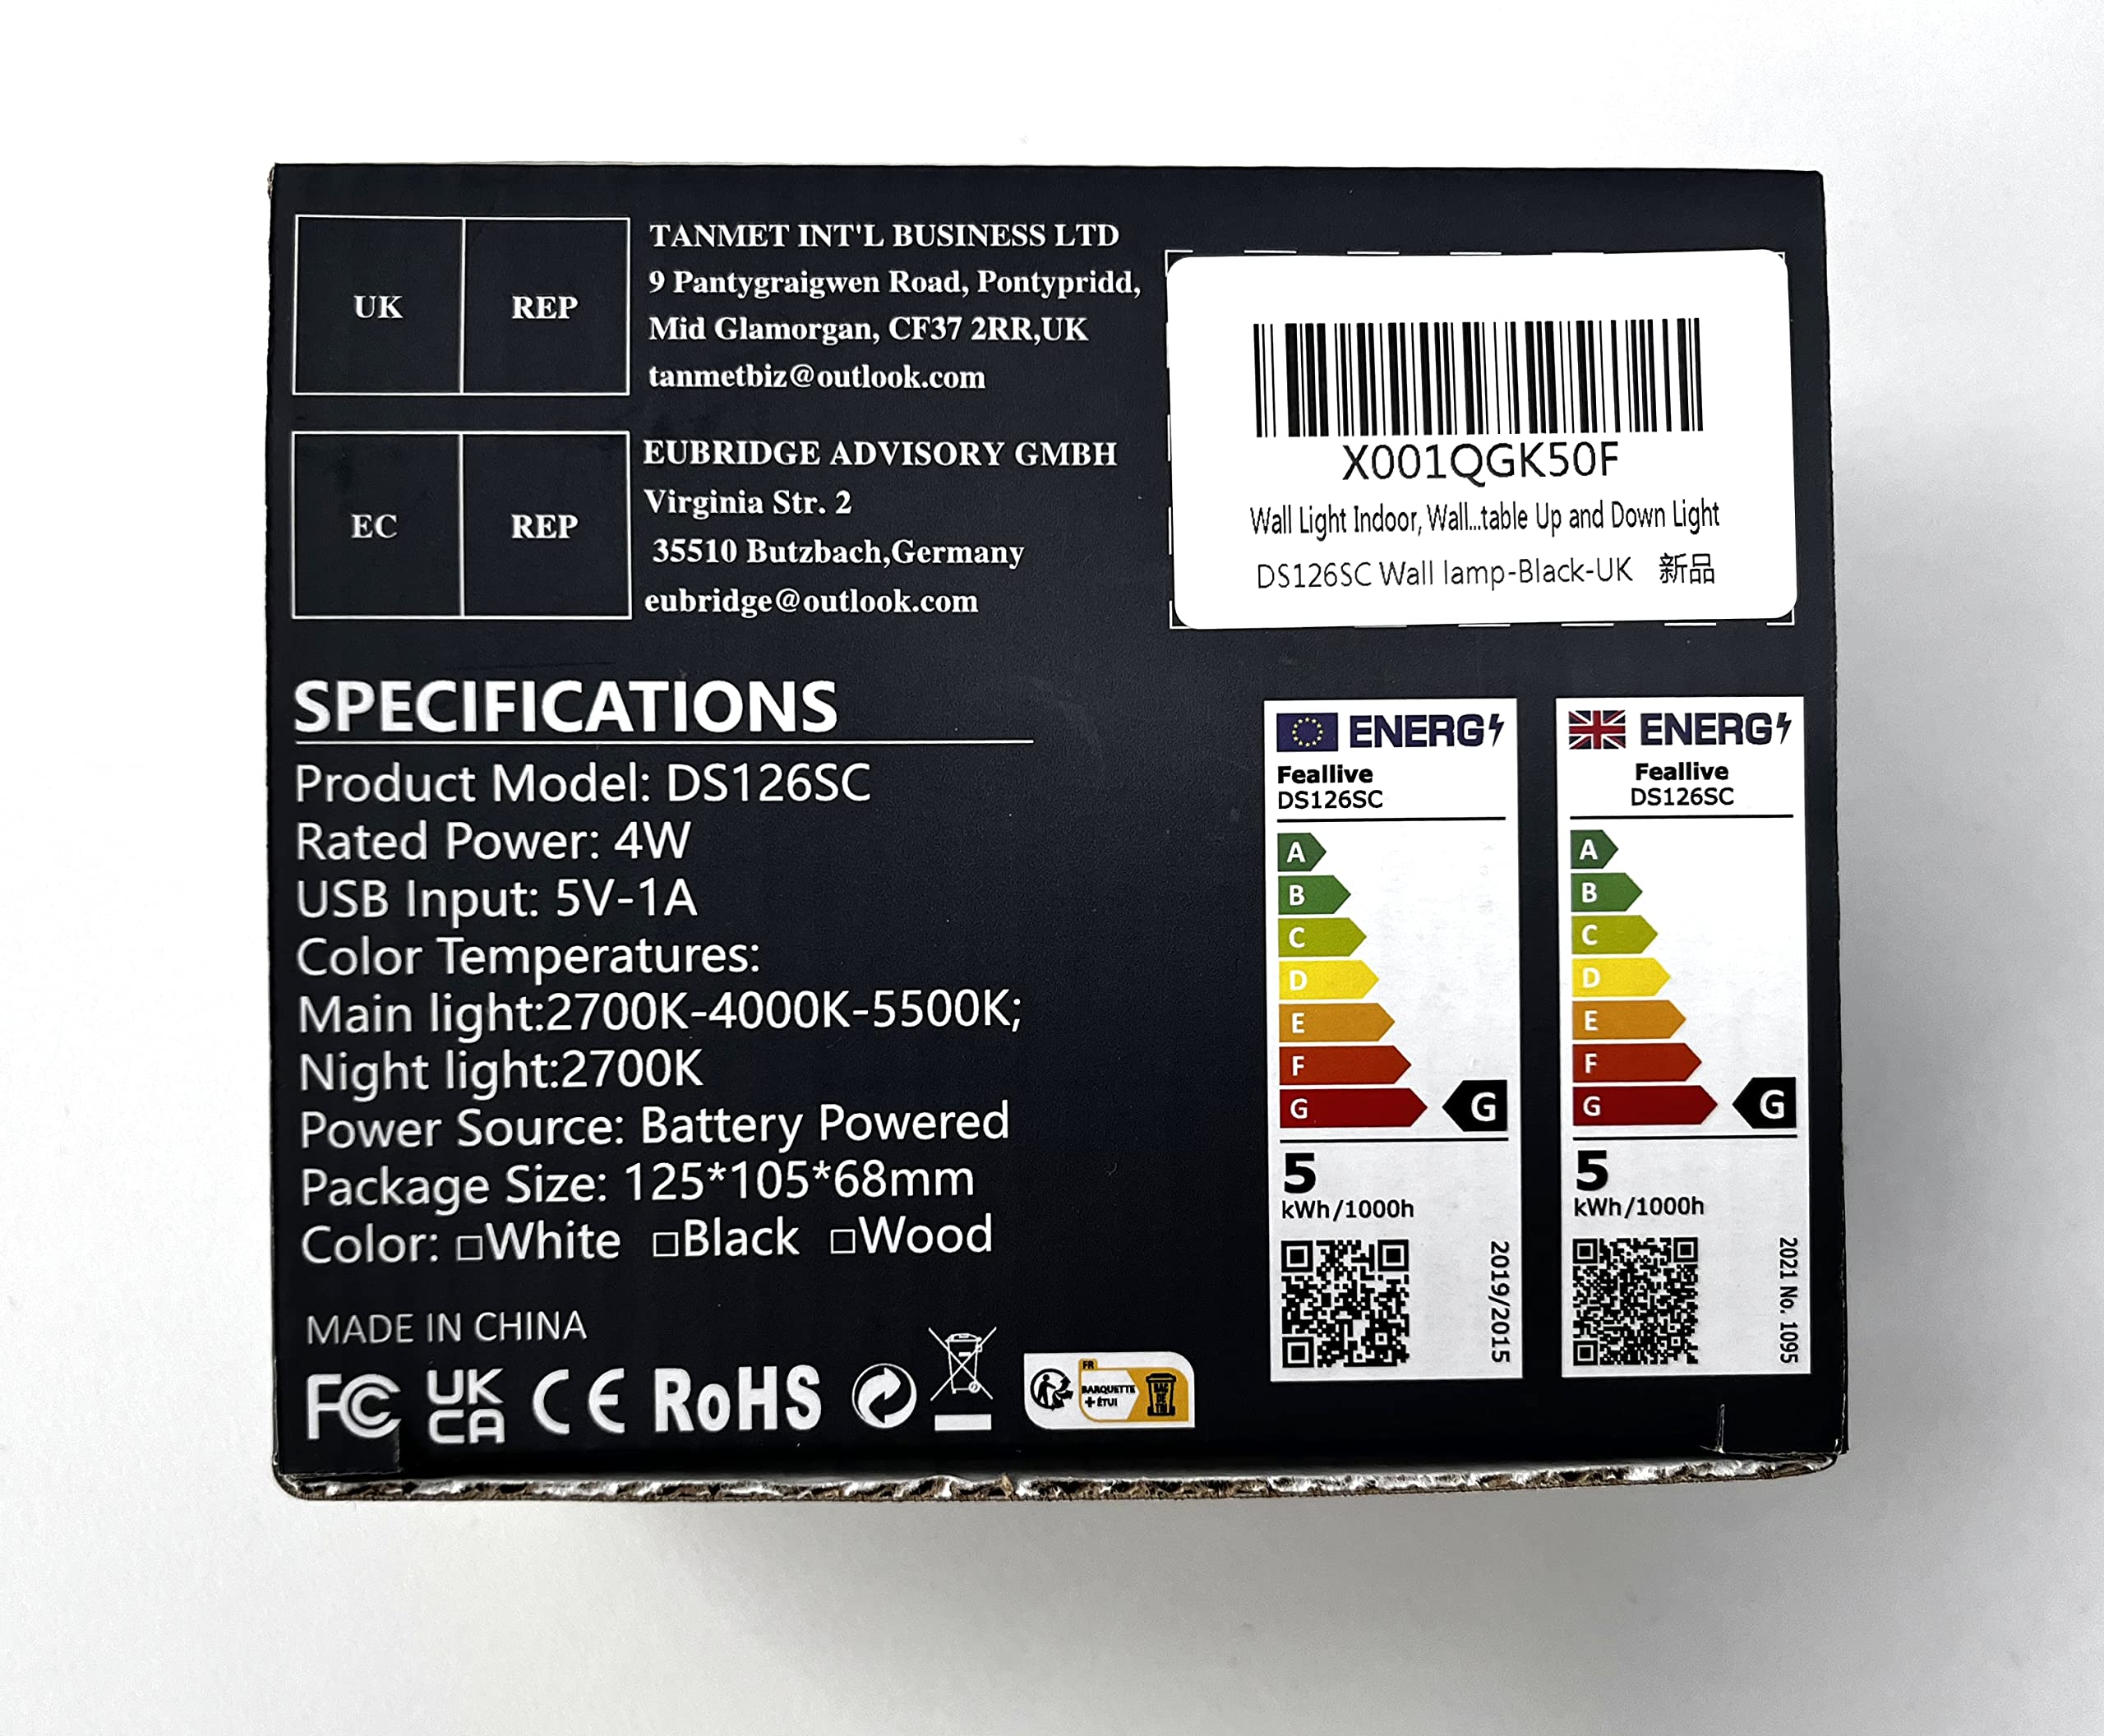 UK REP
TANMET INT'L BUSINESS LTD
9 Pantygraigwen Road, Pontypridd,
Mid Glamorgan, CF37 2RR,UK
tanmetbiz@outlook.com
EC REP
EUBRIDGE ADVISORY GMBH
Virginia Str. 2
35510 Butzbach,Germany
eubridge@outlook.com
X001QGK50F
Wall Light Indoor, Wall...table Up and Down Light
DS126SC Wall lamp-Black-UK 新品
SPECIFICATIONS
Product Model: DS126SC
Rated Power: 4W
USB Input: 5V-1A
Color Temperatures:
Main light:2700K-4000K-5500K;
Night light:2700K
Power Source: Battery Powered
Package Size: 125*105*68mm
Color: □White □Black □Wood
MADE IN CHINA
FC UK CA CE RoHS
FR
BARQUETTE
+ ÉTUI
BAC DE TRI
ENERG
Feallive
DS126SC
A
B
C
D
E
F
G G
5
kWh/1000h
2019/2015
ENERG
Feallive
DS126SC
A
B
C
D
E
F
G G
5
kWh/1000h
2021 No. 1095